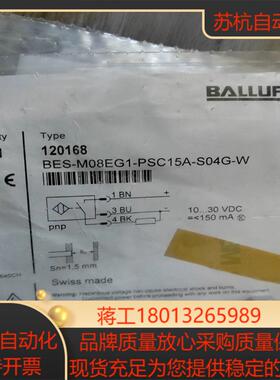 苏杭自动化
BALLUF
Type
120168
BES-M08EG1-PSC15A-S04G-W
1 BN
3 BU
4 BK
pnp
10...30 VDC
=<150 mA
Sn=1,5 mm
Swiss made
自动化
蒋工18013265989
开票
品牌质量放心采购质量保
现货充足为您提供稳定的